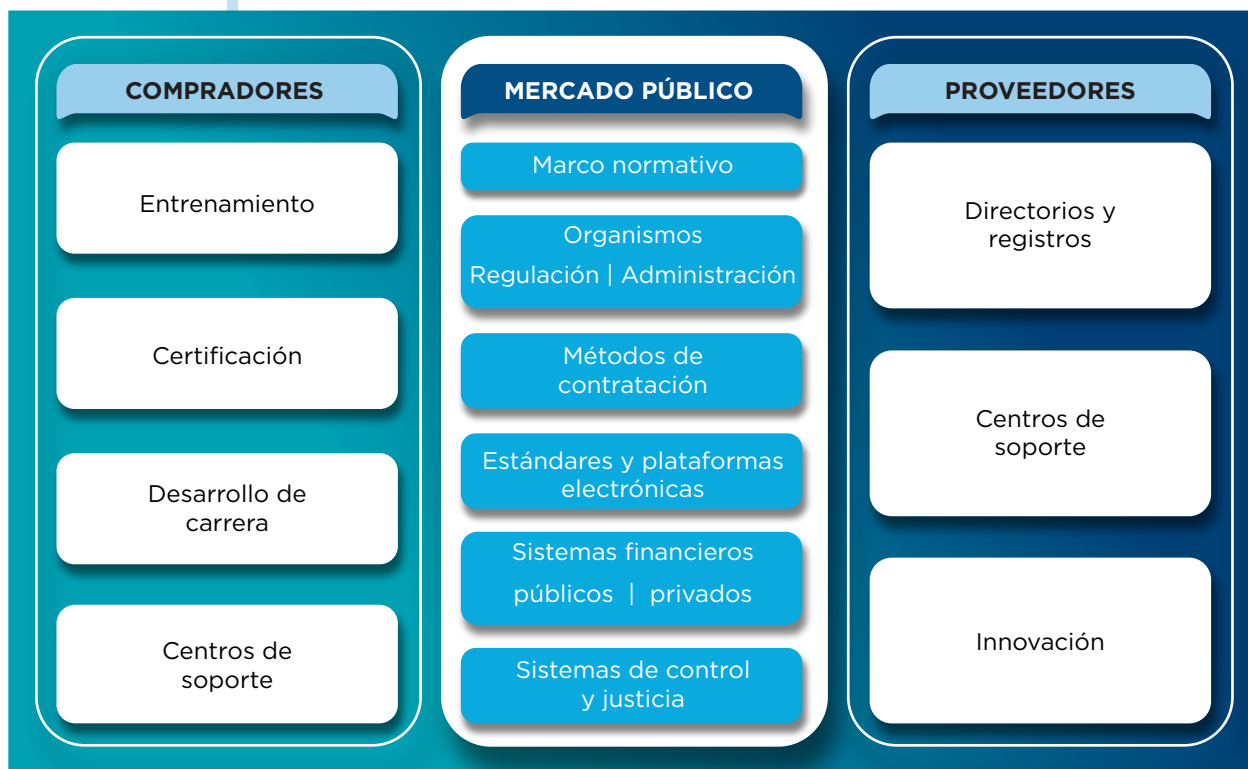 COMPRADORES
Entrenamiento
Certificación
Desarrollo de
carrera
Centros de
soporte
MERCADO PÚBLICO
Marco normativo
Organismos
Regulación | Administración
Métodos de
contratación
Estándares y plataformas
electrónicas
Sistemas financieros
públicos | privados
Sistemas de control
y justicia
PROVEEDORES
Directorios y
registros
Centros de
soporte
Innovación